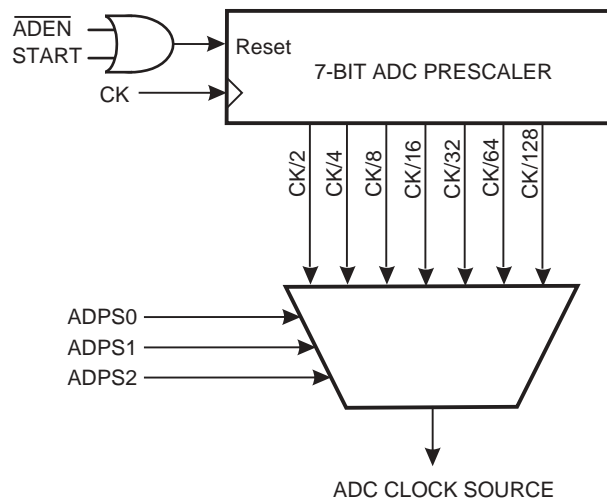 ADEN
START
Reset
7-BIT ADC PRESCALER
CK
CK/2
CK/4
CK/8
CK/16
CK/32
CK/64
CK/128
ADPS0
ADPS1
ADPS2
ADC CLOCK SOURCE